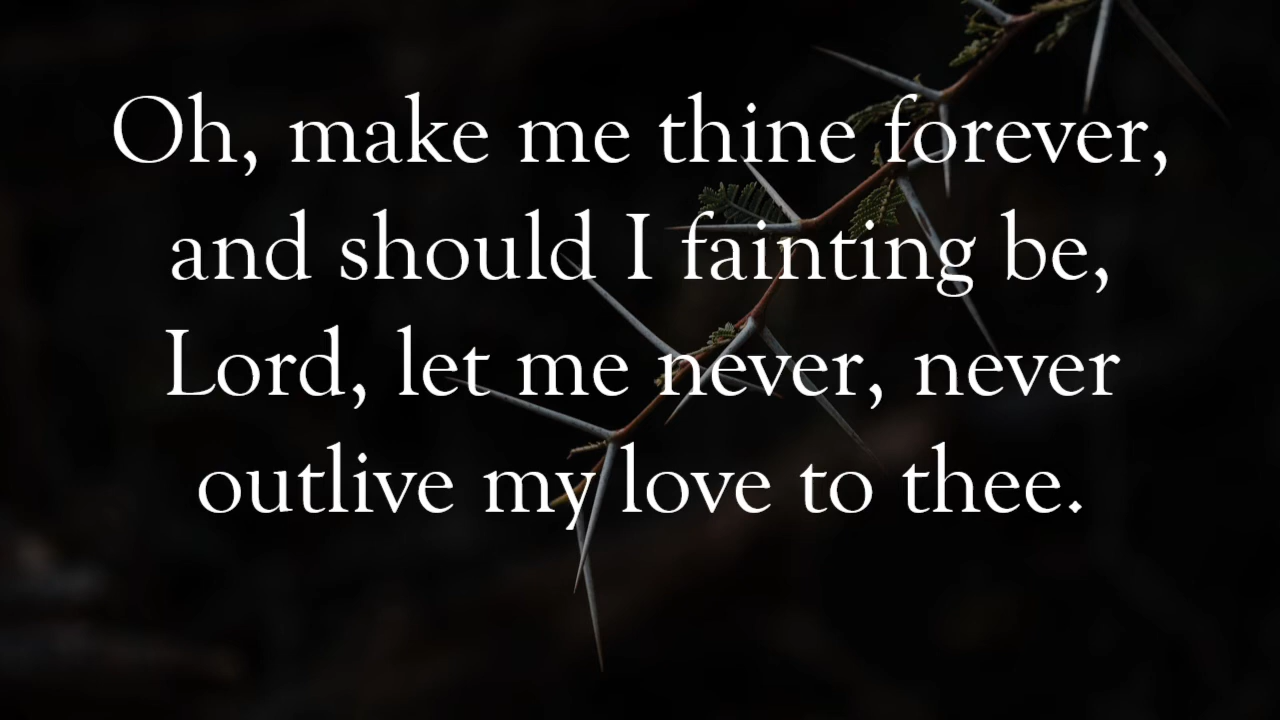 Oh, make me thine forever,
and should I fainting be,
Lord, let me never, never
outlive my love to thee.